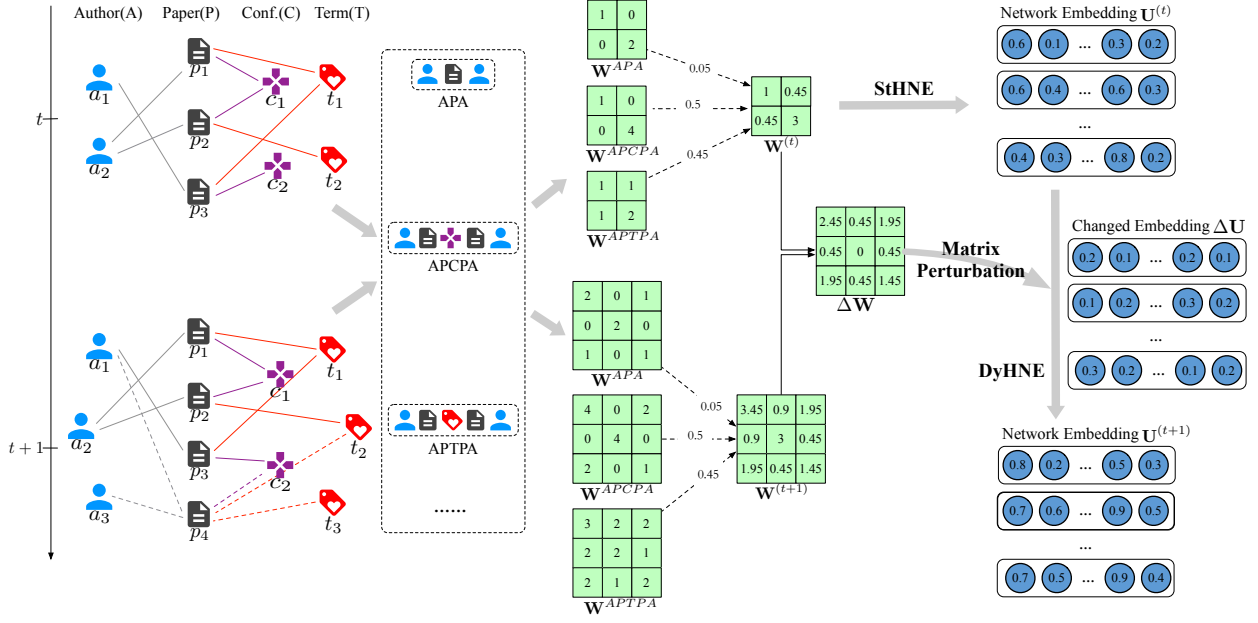 Author(A) Paper(P) Conf.(C) Term(T)
t
a1
a2
p1
p2
p3
c1
c2
t1
t2
t+1
a1
a2
a3
p1
p2
p3
p4
c1
c2
t1
t2
t3
APA
APCPA
APTPA
......
1 0
0 2
W^{APA}
1 0
0 4
W^{APCPA}
1 1
1 2
W^{APTPA}
0.05
0.5
0.45
1 0.45
0.45 3
W^{(t)}
2 0 1
0 2 0
1 0 1
W^{APA}
4 0 2
0 4 0
2 0 1
W^{APCPA}
3 2 2
2 2 1
2 1 2
W^{APTPA}
0.05
0.5
0.45
3.45 0.9 1.95
0.9 3 0.45
1.95 0.45 1.45
W^{(t+1)}
2.45 0.45 1.95
0.45 0 0.45
1.95 0.45 1.45
ΔW
StHNE
Matrix
Perturbation
DyHNE
Network Embedding U^{(t)}
0.6 0.1 ... 0.3 0.2
0.6 0.4 ... 0.6 0.3
...
0.4 0.3 ... 0.8 0.2
Changed Embedding ΔU
0.2 0.1 ... 0.2 0.1
0.1 0.2 ... 0.3 0.2
...
0.3 0.2 ... 0.1 0.2
Network Embedding U^{(t+1)}
0.8 0.2 ... 0.5 0.3
0.7 0.6 ... 0.9 0.5
...
0.7 0.5 ... 0.9 0.4